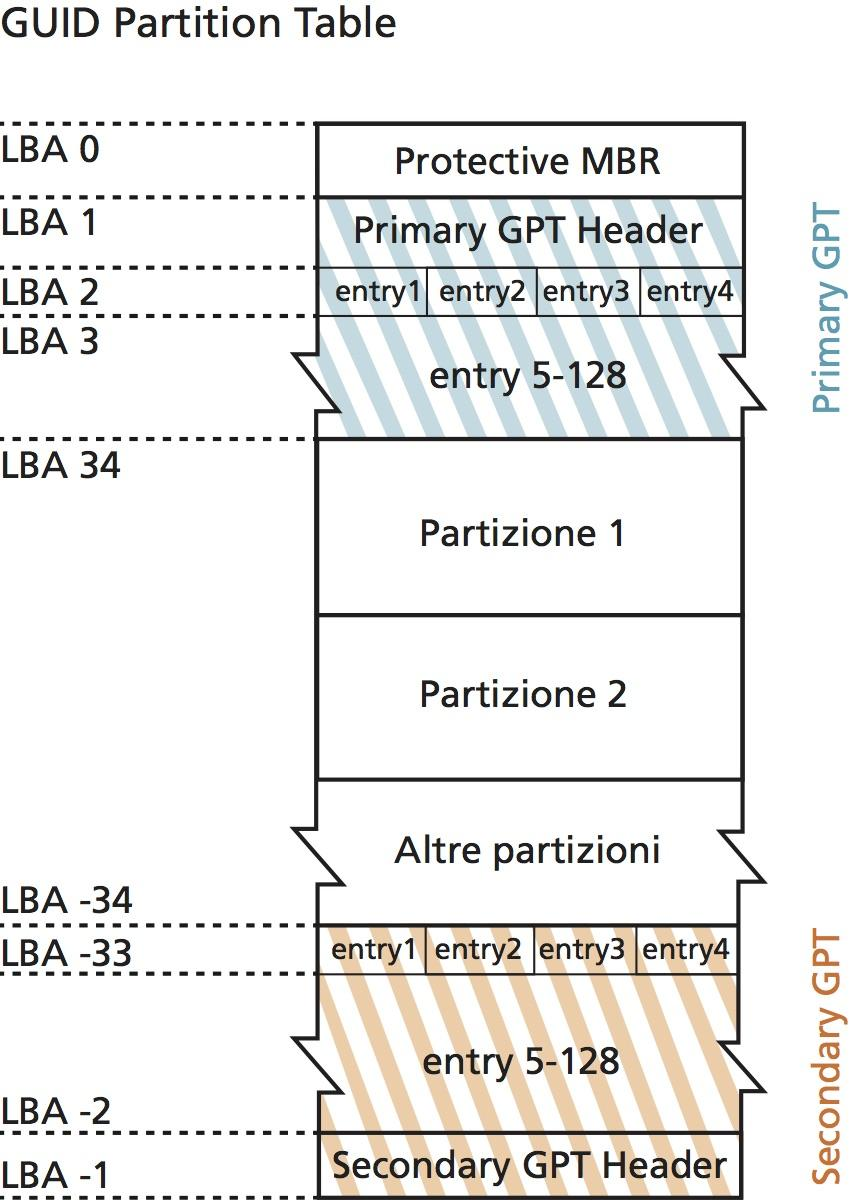 GUID Partition Table
LBA 0
Protective MBR
LBA 1
Primary GPT Header
LBA 2
entry1 entry2 entry3 entry4
LBA 3
entry 5-128
Primary GPT
LBA 34
Partizione 1
Partizione 2
Altre partizioni
LBA -34
LBA -33
entry1 entry2 entry3 entry4
entry 5-128
LBA -2
LBA -1
Secondary GPT Header
Secondary GPT